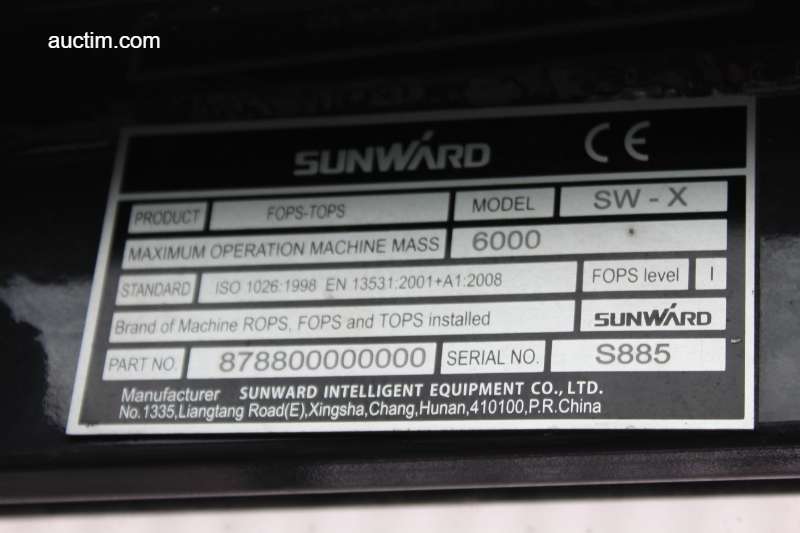 auctim.com
SUNWARD CE
PRODUCT FOPS-TOPS MODEL SW - X
MAXIMUM OPERATION MACHINE MASS 6000
STANDARD ISO 1026:1998 EN 13531:2001+A1:2008 FOPS level I
Brand of Machine ROPS, FOPS and TOPS installed SUNWARD
PART NO. 878800000000 SERIAL NO. S885
Manufacturer SUNWARD INTELLIGENT EQUIPMENT CO., LTD.
No.1335,Liangtang Road(E),Xingsha,Chang,Hunan,410100,P.R.China